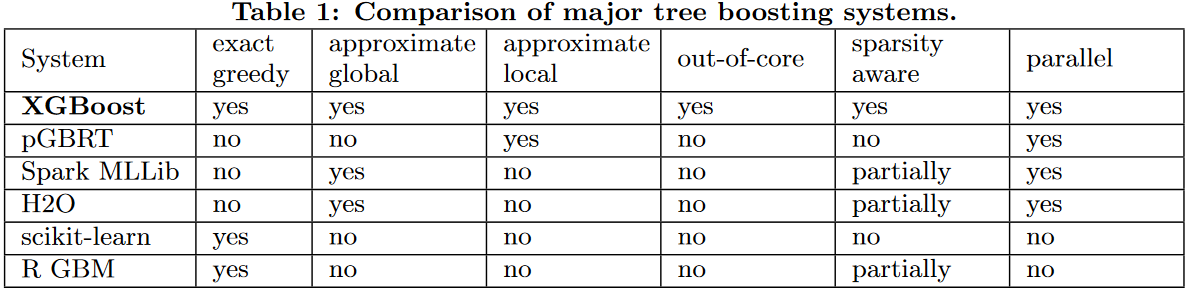 Table 1: Comparison of major tree boosting systems.
System exact greedy approximate global approximate local out-of-core sparsity aware parallel
XGBoost yes yes yes yes yes yes
pGBRT no no yes no no yes
Spark MLLib no yes no no partially yes
H2O no yes no no partially yes
scikit-learn yes no no no no no
R GBM yes no no no partially no